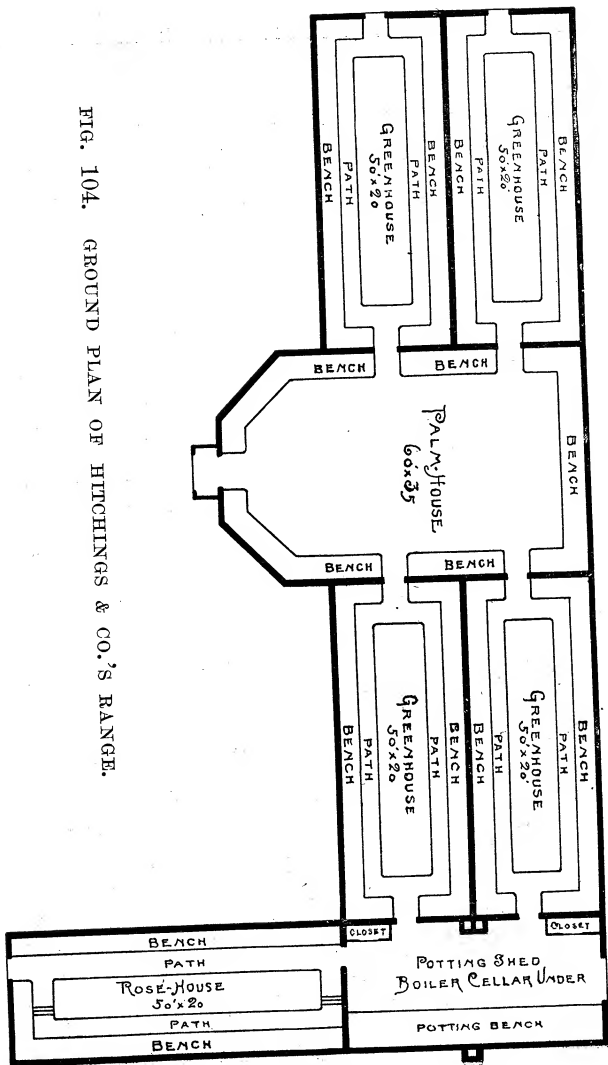 BENCH
PATH
GREENHOUSE
50'x20
PATH
BENCH
BENCH
PATH
GREENHOUSE
50'x20'
PATH
BENCH
BENCH
BENCH
PALM-HOUSE
60'x35
BENCH
BENCH
BENCH
BENCH
PATH
GREENHOUSE
50'x20
PATH
BENCH
BENCH
PATH
GREENHOUSE
50'x20'
PATH
BENCH
CLOSET
CLOSET
POTTING SHED
BOILER CELLAR UNDER
POTTING BENCH
BENCH
PATH
ROSE-HOUSE
50'x20
PATH
BENCH
FIG. 104. GROUND PLAN OF HITCHINGS & CO.'S RANGE.